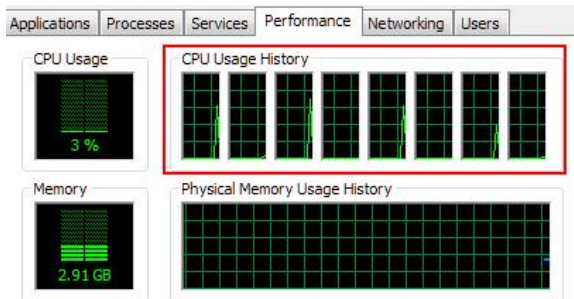 Applications Processes Services Performance Networking Users
CPU Usage CPU Usage History
3 %
Memory Physical Memory Usage History
2.91 GB